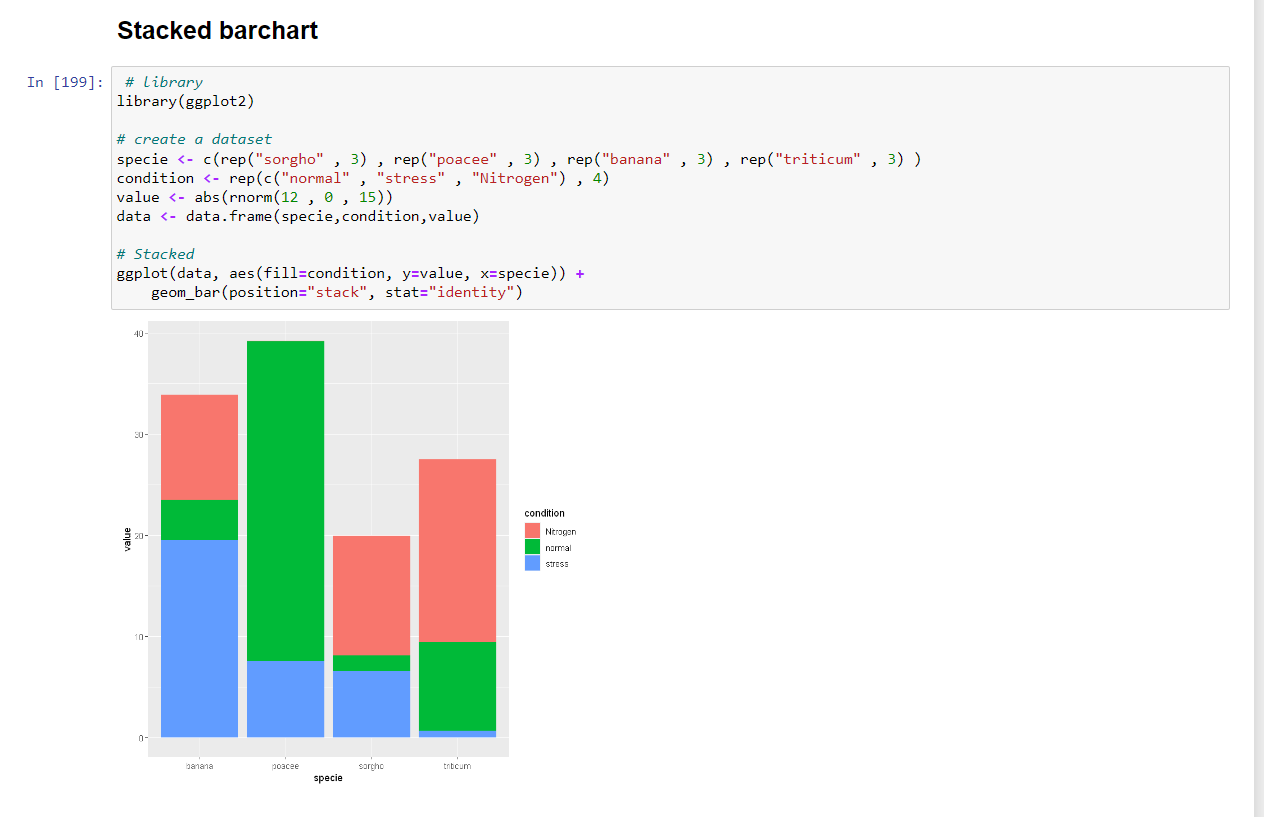 Stacked barchart
In [199]:
# library
library(ggplot2)
# create a dataset
specie <- c(rep("sorgho" , 3) , rep("poacee" , 3) , rep("banana" , 3) , rep("triticum" , 3) )
condition <- rep(c("normal" , "stress" , "Nitrogen") , 4)
value <- abs(rnorm(12 , 0 , 15))
data <- data.frame(specie,condition,value)
# Stacked
ggplot(data, aes(fill=condition, y=value, x=specie)) +
    geom_bar(position="stack", stat="identity")
40
30
20
10
0
value
banana poacee sorgho triticum
specie
condition
Nitrogen
normal
stress